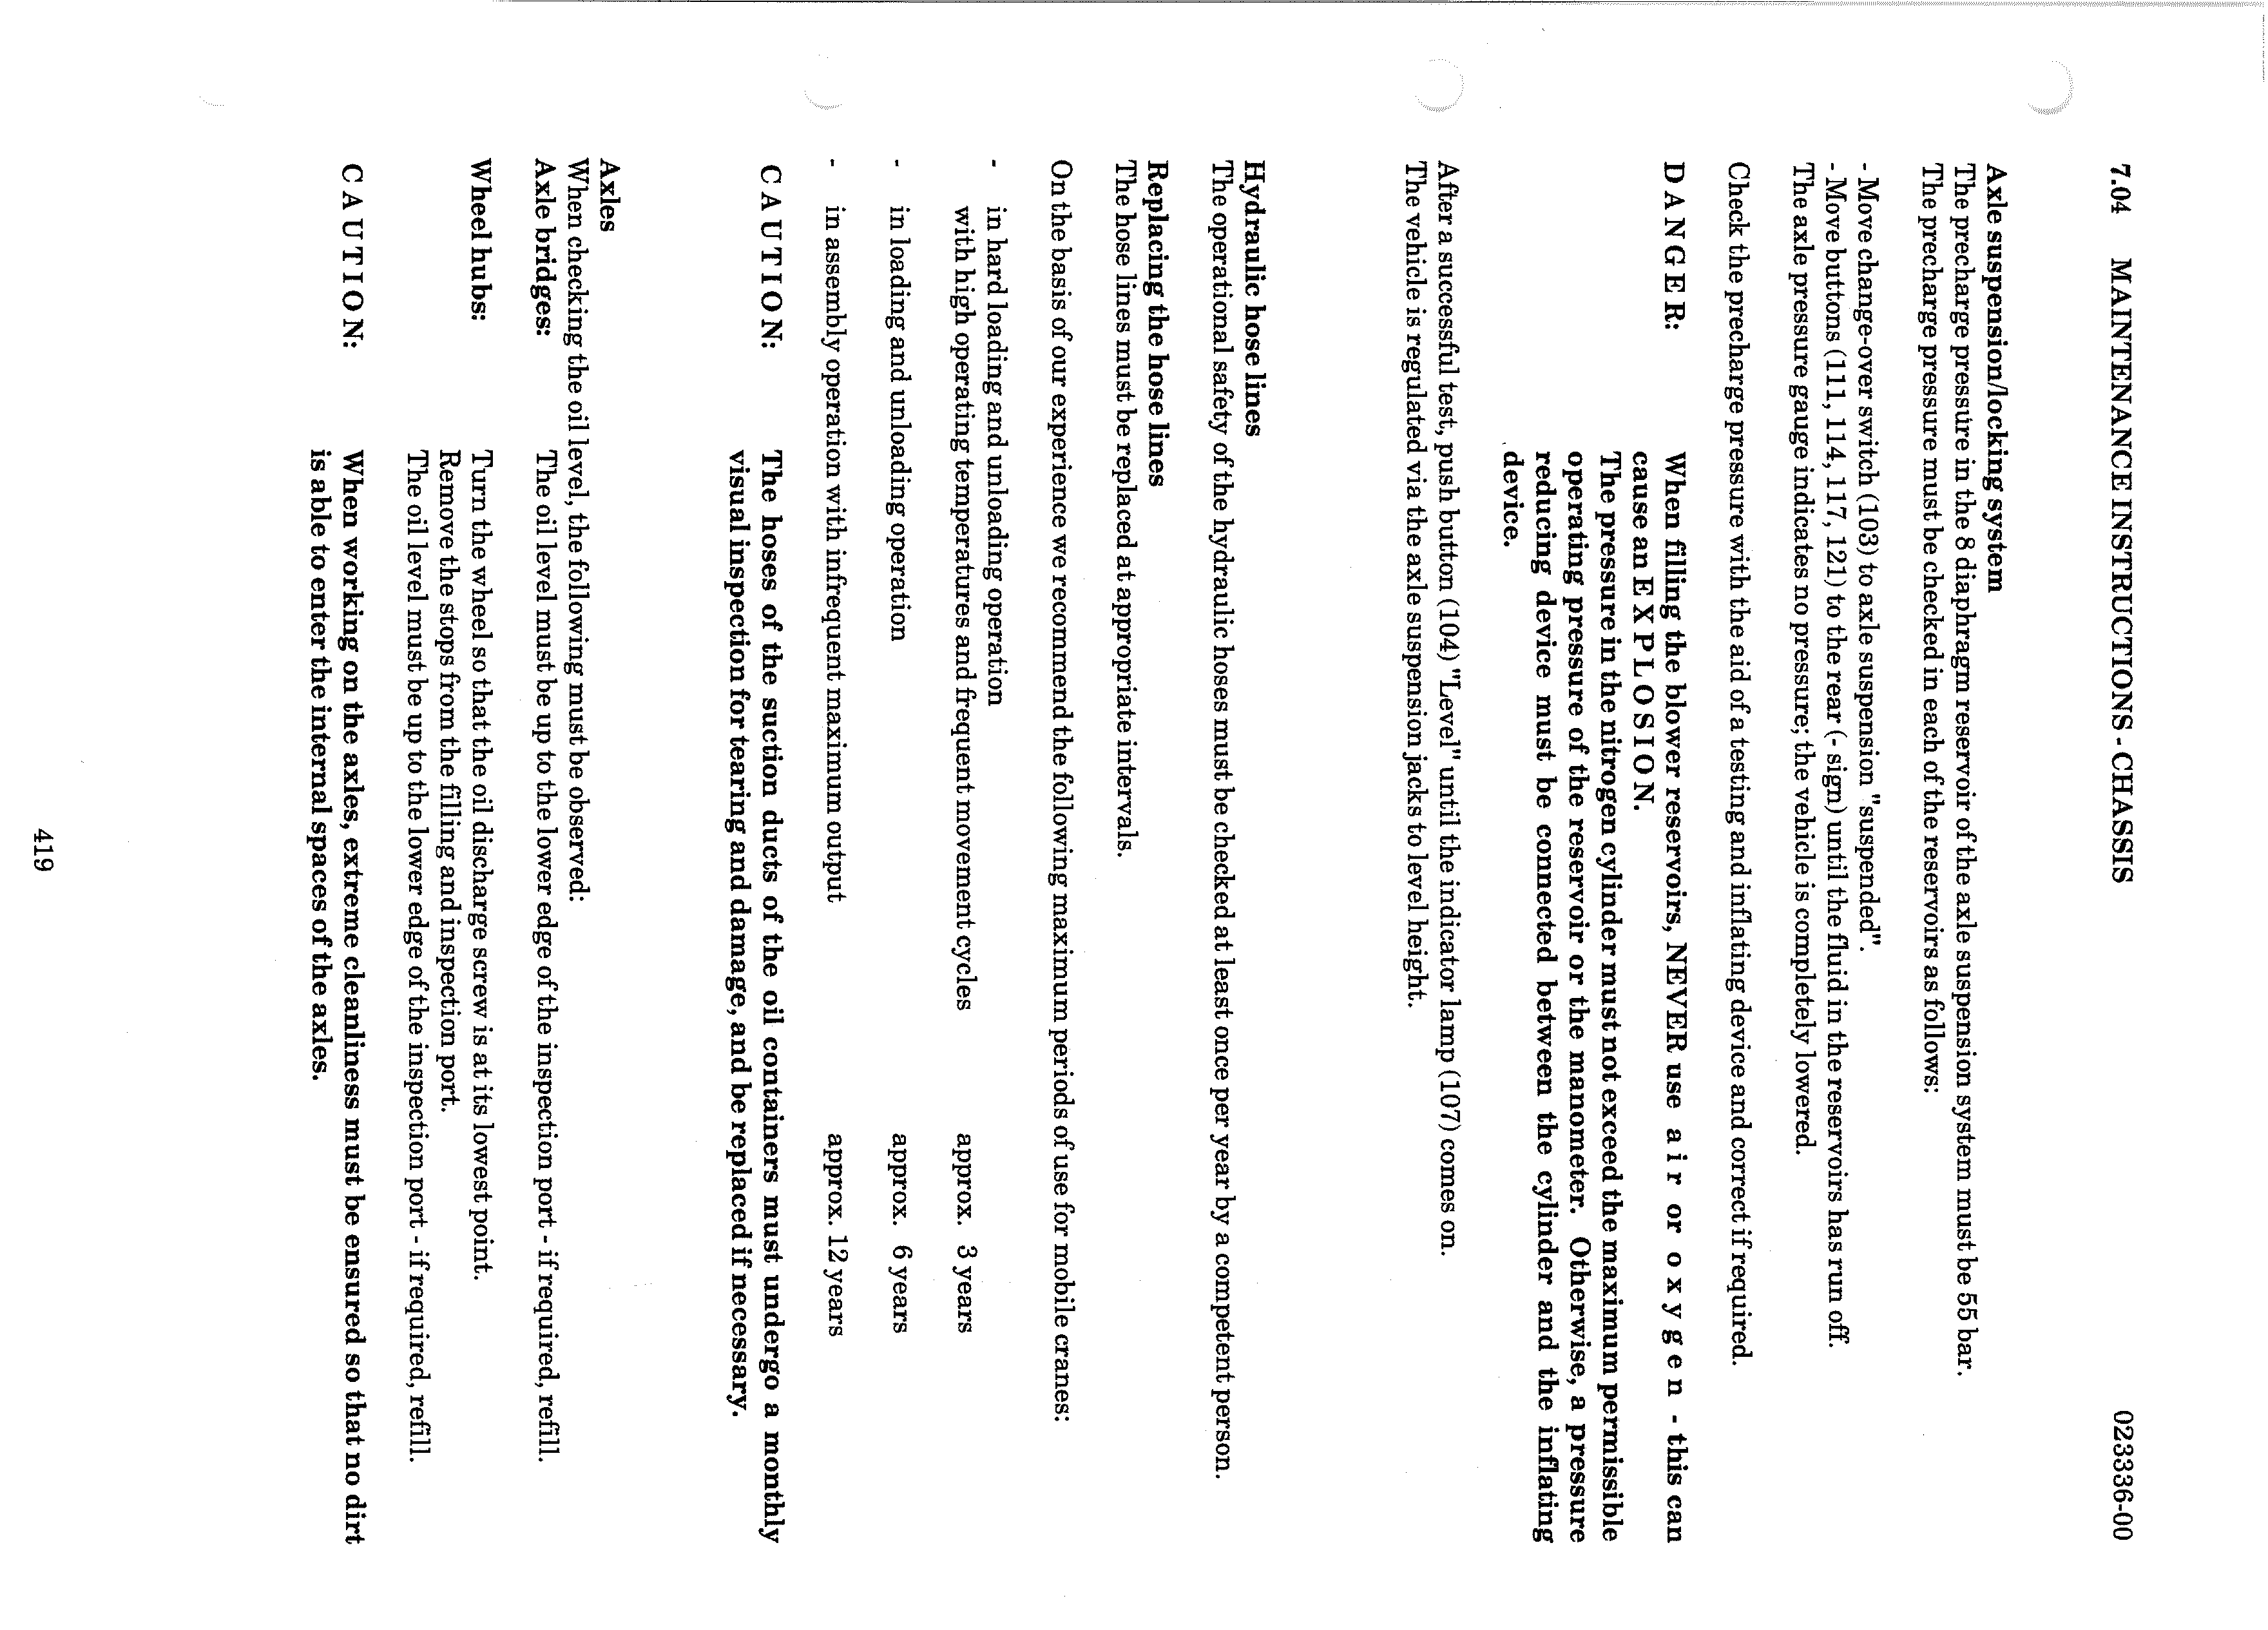 7.04 MAINTENANCE INSTRUCTIONS - CHASSIS 023336-00
Axle suspension/locking system
The precharge pressure in the 8 diaphragm reservoir of the axle suspension system must be 55 bar.
The precharge pressure must be checked in each of the reservoirs as follows:
- Move change-over switch (103) to axle suspension "suspended".
- Move buttons (111, 114, 117, 121) to the rear (- sign) until the fluid in the reservoirs has run off.
The axle pressure gauge indicates no pressure; the vehicle is completely lowered.
Check the precharge pressure with the aid of a testing and inflating device and correct if required.
D A N G E R: When filling the blower reservoirs, NEVER use a i r or o x y g e n - this can
cause an E X P L O S I O N.
The pressure in the nitrogen cylinder must not exceed the maximum permissible
operating pressure of the reservoir or the manometer. Otherwise, a pressure
reducing device must be connected between the cylinder and the inflating
device.
After a successful test, push button (104) "Level" until the indicator lamp (107) comes on.
The vehicle is regulated via the axle suspension jacks to level height.
Hydraulic hose lines
The operational safety of the hydraulic hoses must be checked at least once per year by a competent person.
Replacing the hose lines
The hose lines must be replaced at appropriate intervals.
On the basis of our experience we recommend the following maximum periods of use for mobile cranes:
- in hard loading and unloading operation
with high operating temperatures and frequent movement cycles approx. 3 years
- in loading and unloading operation approx. 6 years
- in assembly operation with infrequent maximum output approx. 12 years
C A U T I O N: The hoses of the suction ducts of the oil containers must undergo a monthly
visual inspection for tearing and damage, and be replaced if necessary.
Axles
When checking the oil level, the following must be observed:
Axle bridges: The oil level must be up to the lower edge of the inspection port - if required, refill.
Wheel hubs: Turn the wheel so that the oil discharge screw is at its lowest point.
Remove the stops from the filling and inspection port.
The oil level must be up to the lower edge of the inspection port - if required, refill.
C A U T I O N: When working on the axles, extreme cleanliness must be ensured so that no dirt
is able to enter the internal spaces of the axles.
419